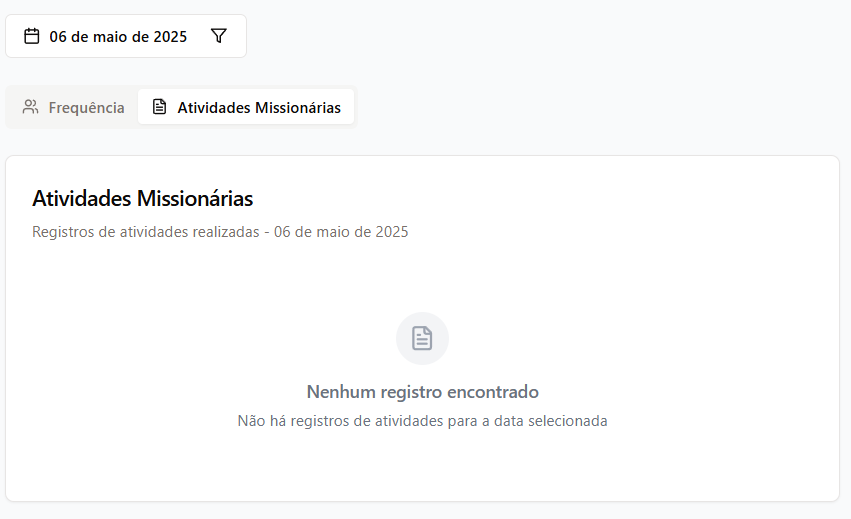 06 de maio de 2025
Frequência Atividades Missionárias
Atividades Missionárias
Registros de atividades realizadas - 06 de maio de 2025
Nenhum registro encontrado
Não há registros de atividades para a data selecionada